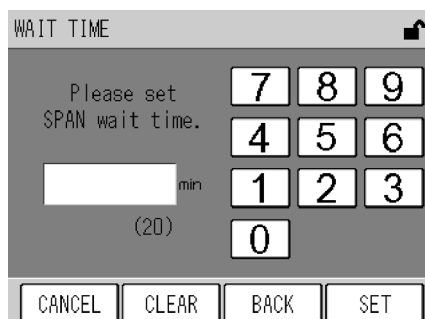 WAIT TIME
Please set
SPAN wait time.
min
(20)
7 8 9
4 5 6
1 2 3
0
CANCEL CLEAR BACK SET